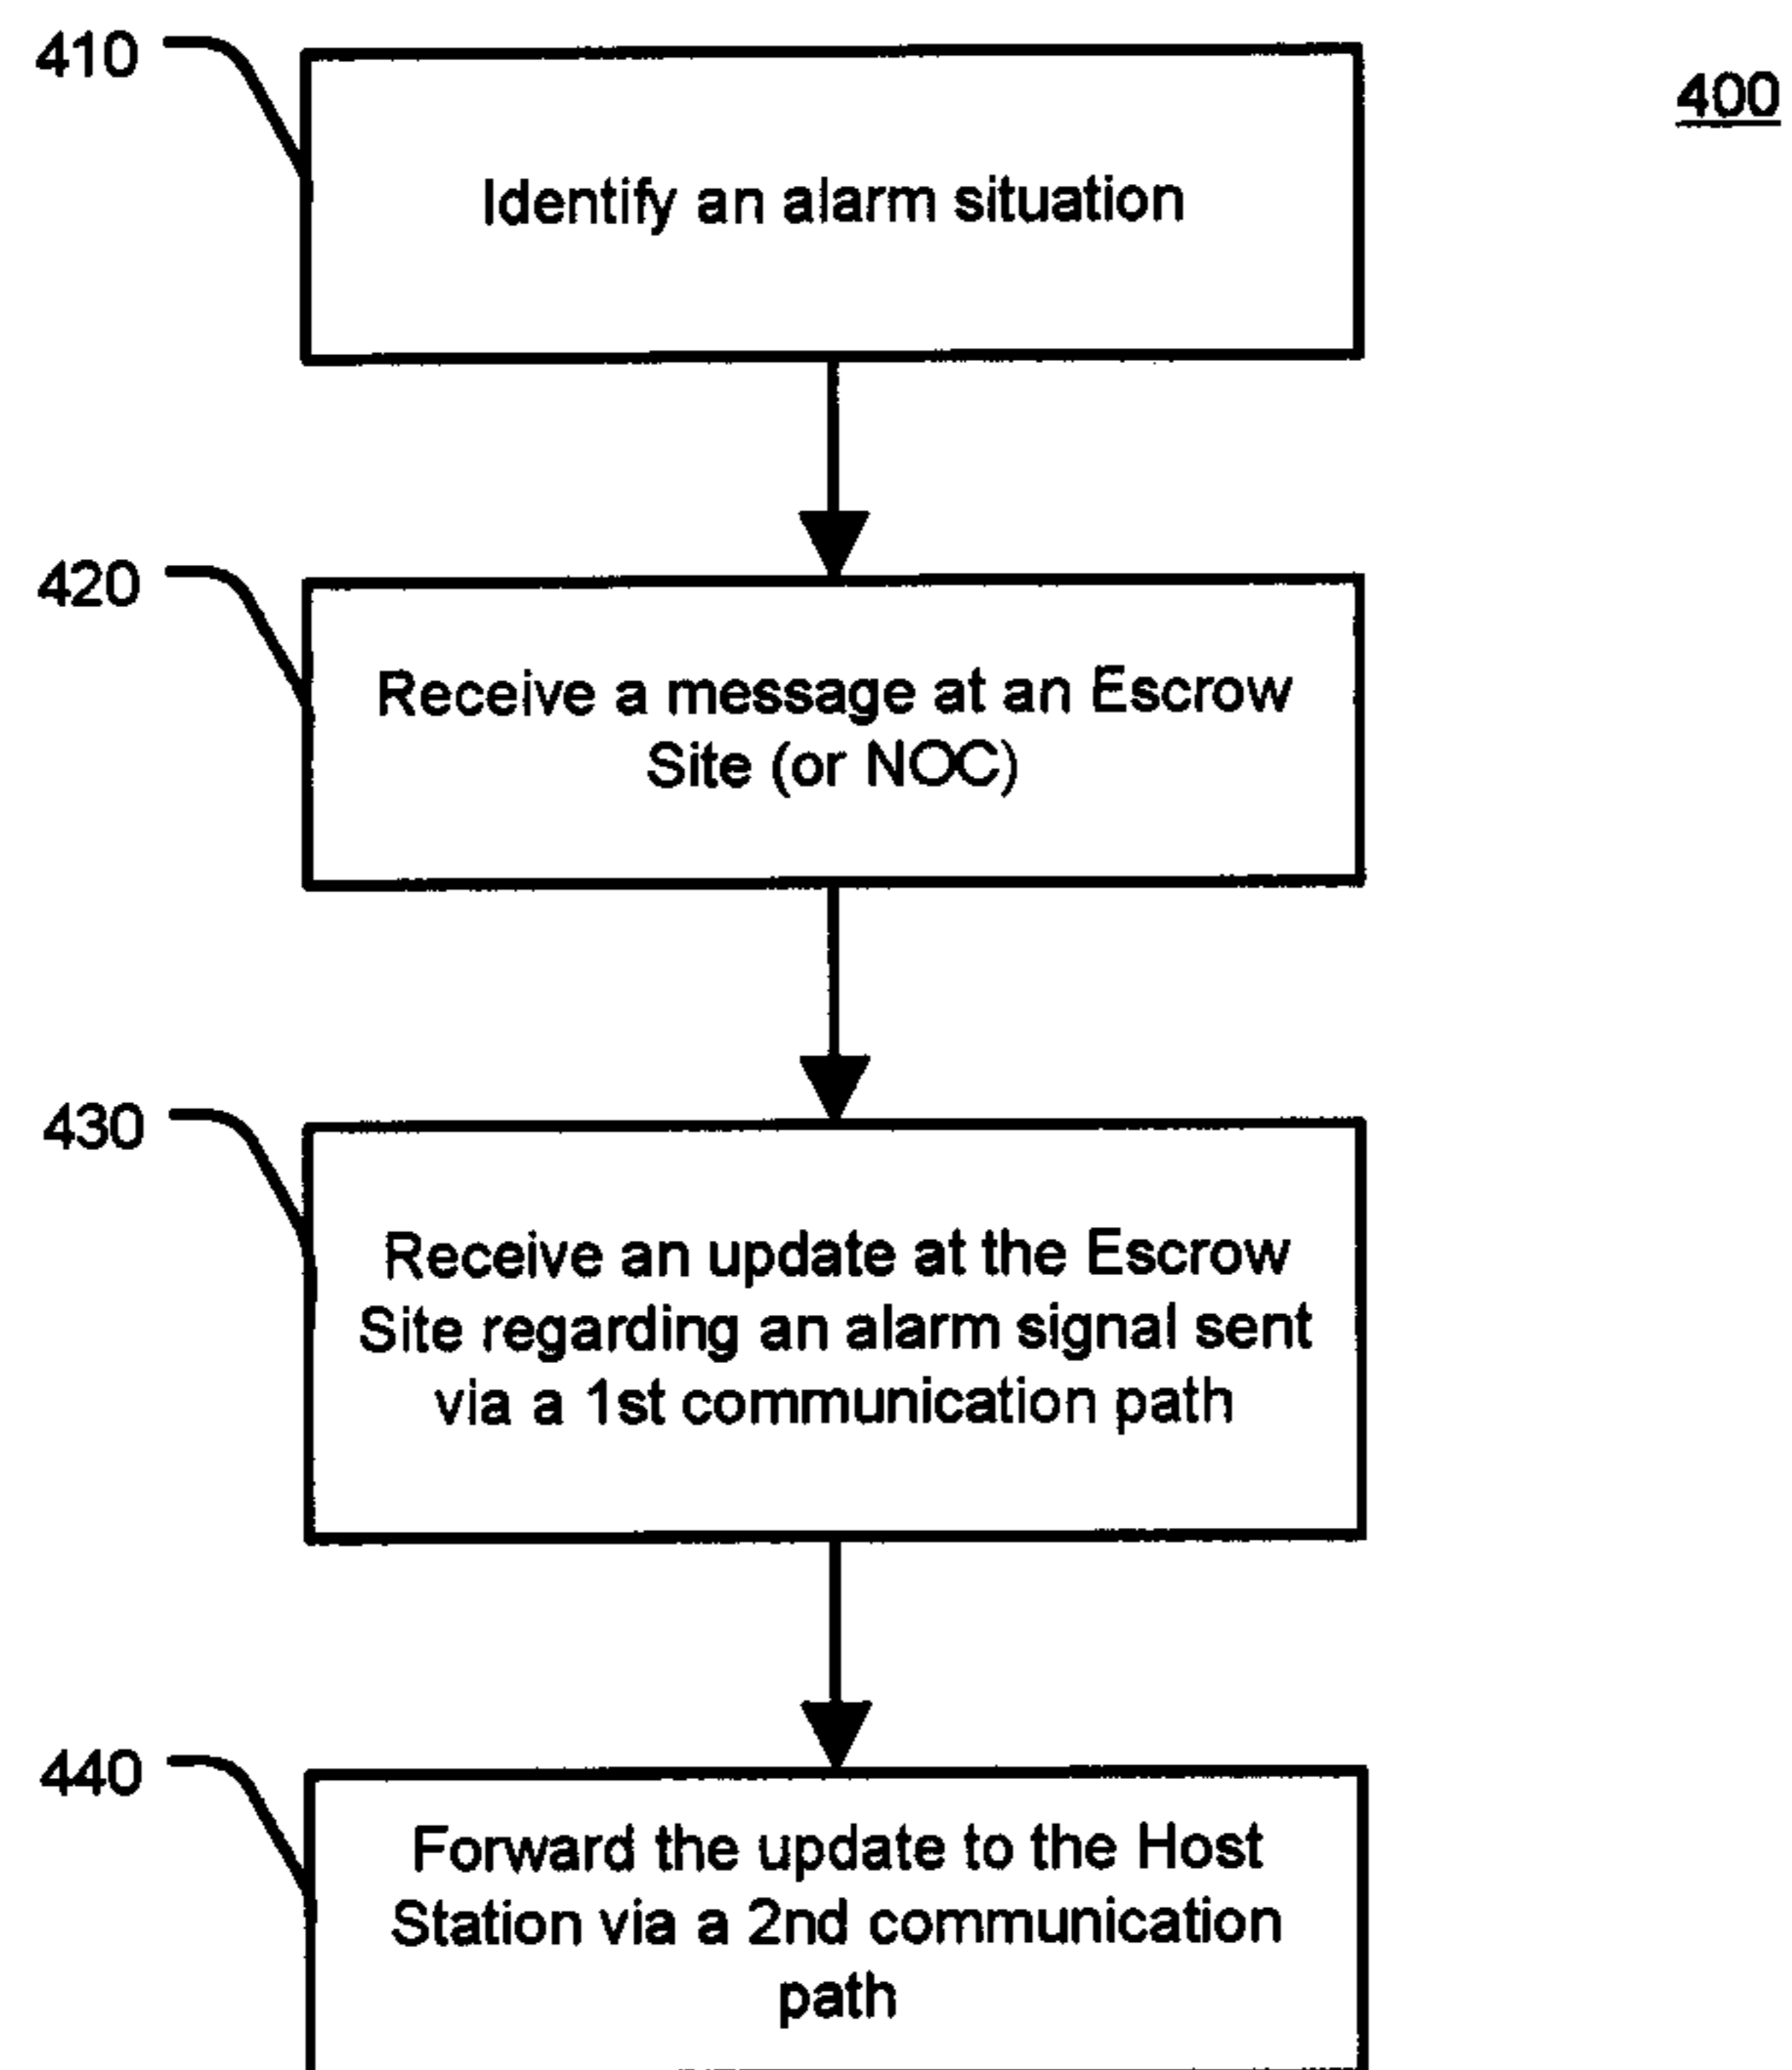 410
400
Identify an alarm situation
420
Receive a message at an Escrow
Site (or NOC)
430
Receive an update at the Escrow
Site regarding an alarm signal sent
via a 1st communication path
440
Forward the update to the Host
Station via a 2nd communication
path